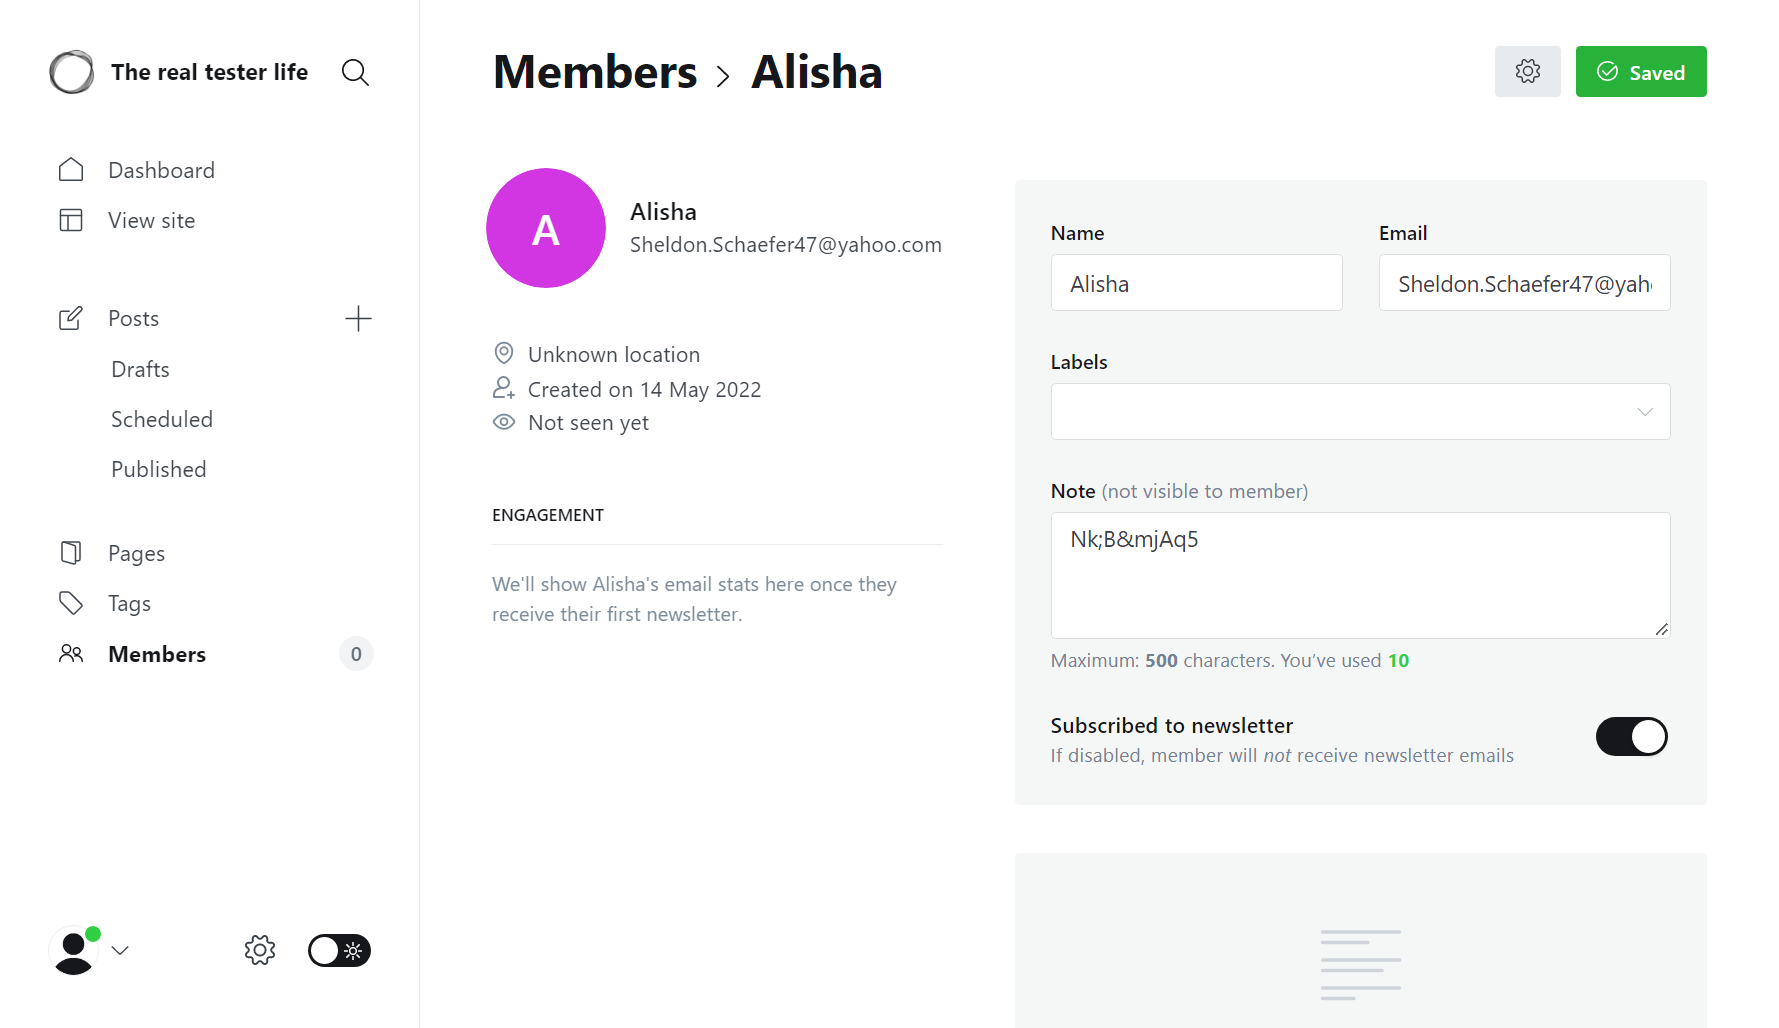 The real tester life
Dashboard
View site
Posts
Drafts
Scheduled
Published
Pages
Tags
Members
0
Members
Alisha
Saved
A
Alisha
Sheldon.Schaefer47@yahoo.com
Unknown location
Created on 14 May 2022
Not seen yet
ENGAGEMENT
We'll show Alisha's email stats here once they
receive their first newsletter.
Name
Email
Alisha
Sheldon.Schaefer47@yah
Labels
Note (not visible to member)
Nk;B&mjAq5
Maximum: 500 characters. You’ve used 10
Subscribed to newsletter
If disabled, member will not receive newsletter emails